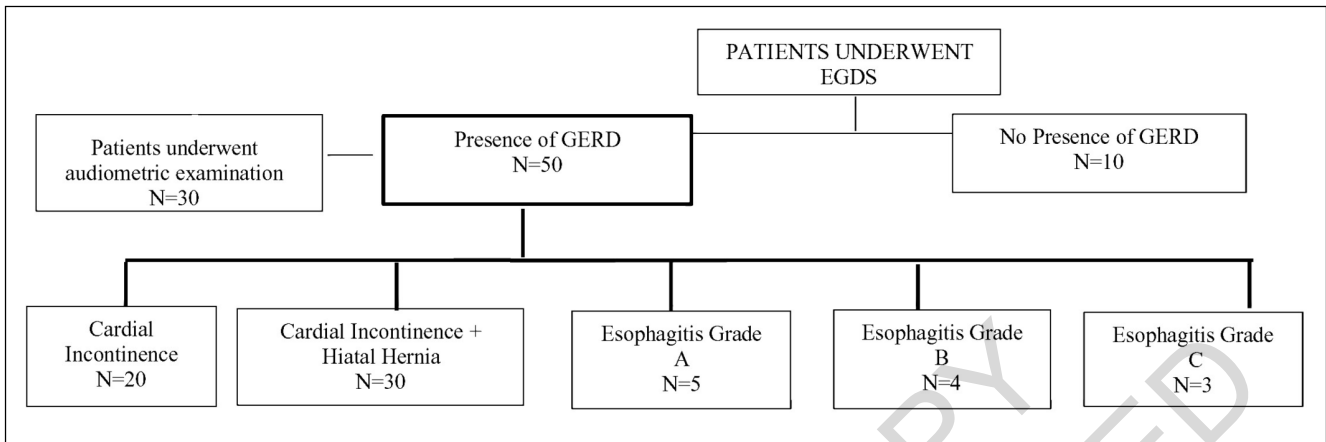 PATIENTS UNDERWENT
EGDS
Patients underwent
audiometric examination
N=30
Presence of GERD
N=50
No Presence of GERD
N=10
Cardial
Incontinence
N=20
Cardial Incontinence +
Hiatal Hernia
N=30
Esophagitis Grade
A
N=5
Esophagitis Grade
B
N=4
Esophagitis Grade
C
N=3